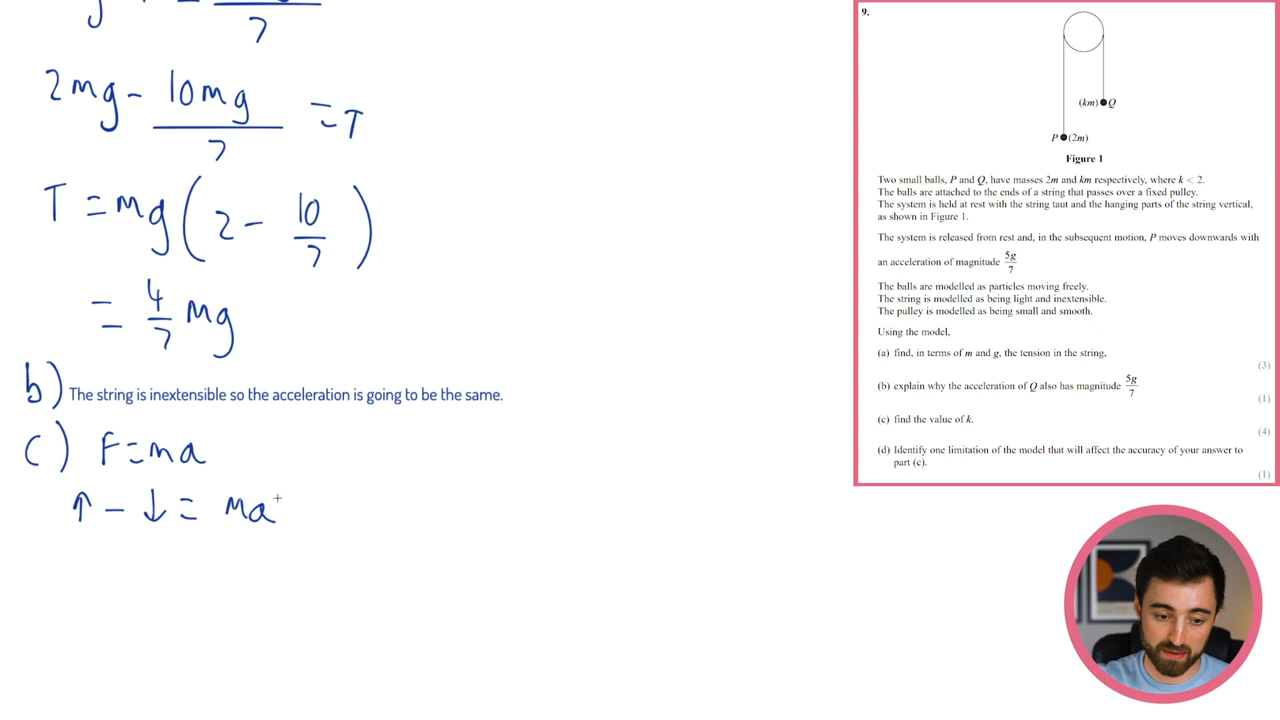 7
2mg - 10mg/7 = T
T = mg(2 - 10/7)
= 4/7 mg
b) The string is inextensible so the acceleration is going to be the same.
c) F=ma
↑ - ↓ = ma
9.
(km) Q
P (2m)
Figure 1
Two small balls, P and Q, have masses 2m and km respectively, where k < 2.
The balls are attached to the ends of a string that passes over a fixed pulley.
The system is held at rest with the string taut and the hanging parts of the string vertical,
as shown in Figure 1.
The system is released from rest and, in the subsequent motion, P moves downwards with
an acceleration of magnitude 5g/7
The balls are modelled as particles moving freely.
The string is modelled as being light and inextensible.
The pulley is modelled as being small and smooth.
Using the model,
(a) find, in terms of m and g, the tension in the string,
(3)
(b) explain why the acceleration of Q also has magnitude 5g/7
(1)
(c) find the value of k.
(4)
(d) Identify one limitation of the model that will affect the accuracy of your answer to
part (c).
(1)